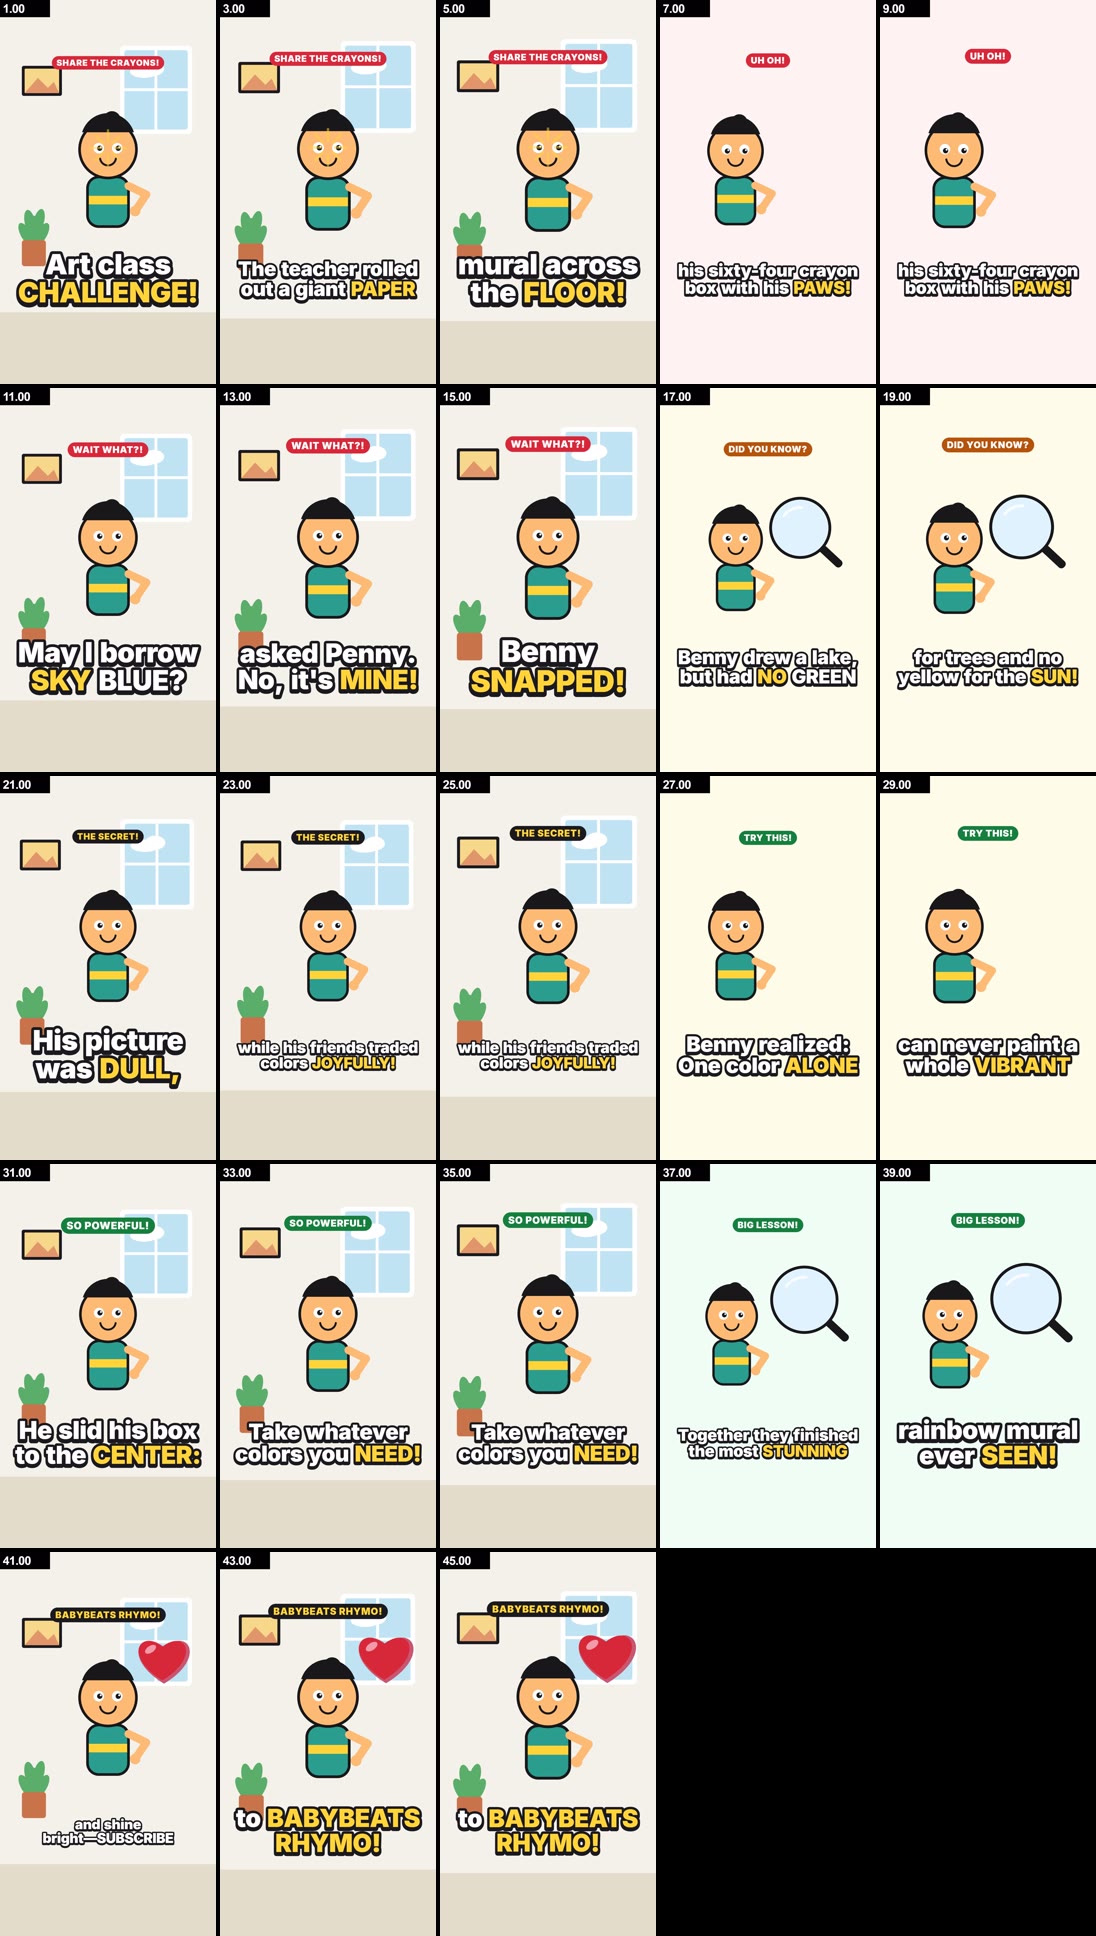 1.00
SHARE THE CRAYONS!
Art class
CHALLENGE!
3.00
SHARE THE CRAYONS!
The teacher rolled
out a giant PAPER
5.00
SHARE THE CRAYONS!
mural across
the FLOOR!
7.00
UH OH!
his sixty-four crayon
box with his PAWS!
9.00
UH OH!
his sixty-four crayon
box with his PAWS!
11.00
WAIT WHAT?!
May I borrow
SKY BLUE?
13.00
WAIT WHAT?!
asked Penny.
No, it's MINE!
15.00
WAIT WHAT?!
Benny
SNAPPED!
17.00
DID YOU KNOW?
Benny drew a lake,
but had NO GREEN
19.00
DID YOU KNOW?
for trees and no
yellow for the SUN!
21.00
THE SECRET!
His picture
was DULL,
23.00
THE SECRET!
while his friends traded
colors JOYFULLY!
25.00
THE SECRET!
while his friends traded
colors JOYFULLY!
27.00
TRY THIS!
Benny realized:
One color ALONE
29.00
TRY THIS!
can never paint a
whole VIBRANT
31.00
SO POWERFUL!
He slid his box
to the CENTER:
33.00
SO POWERFUL!
Take whatever
colors you NEED!
35.00
SO POWERFUL!
Take whatever
colors you NEED!
37.00
BIG LESSON!
Together they finished
the most STUNNING
39.00
BIG LESSON!
rainbow mural
ever SEEN!
41.00
BABYBEATS RHYMO!
and shine
bright—SUBSCRIBE
43.00
BABYBEATS RHYMO!
to BABYBEATS
RHYMO!
45.00
BABYBEATS RHYMO!
to BABYBEATS
RHYMO!